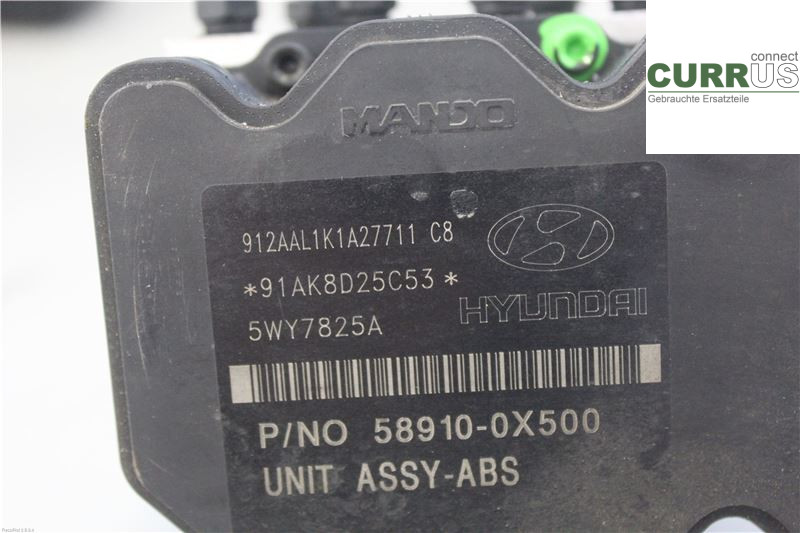 connect
CURRUS
Gebrauchte Ersatzteile
MANDO
912AAL1K1A27711 C8
*91AK8D25C53*
5WY7825A
HYUNDAI
P/NO 58910-0X500
UNIT ASSY-ABS